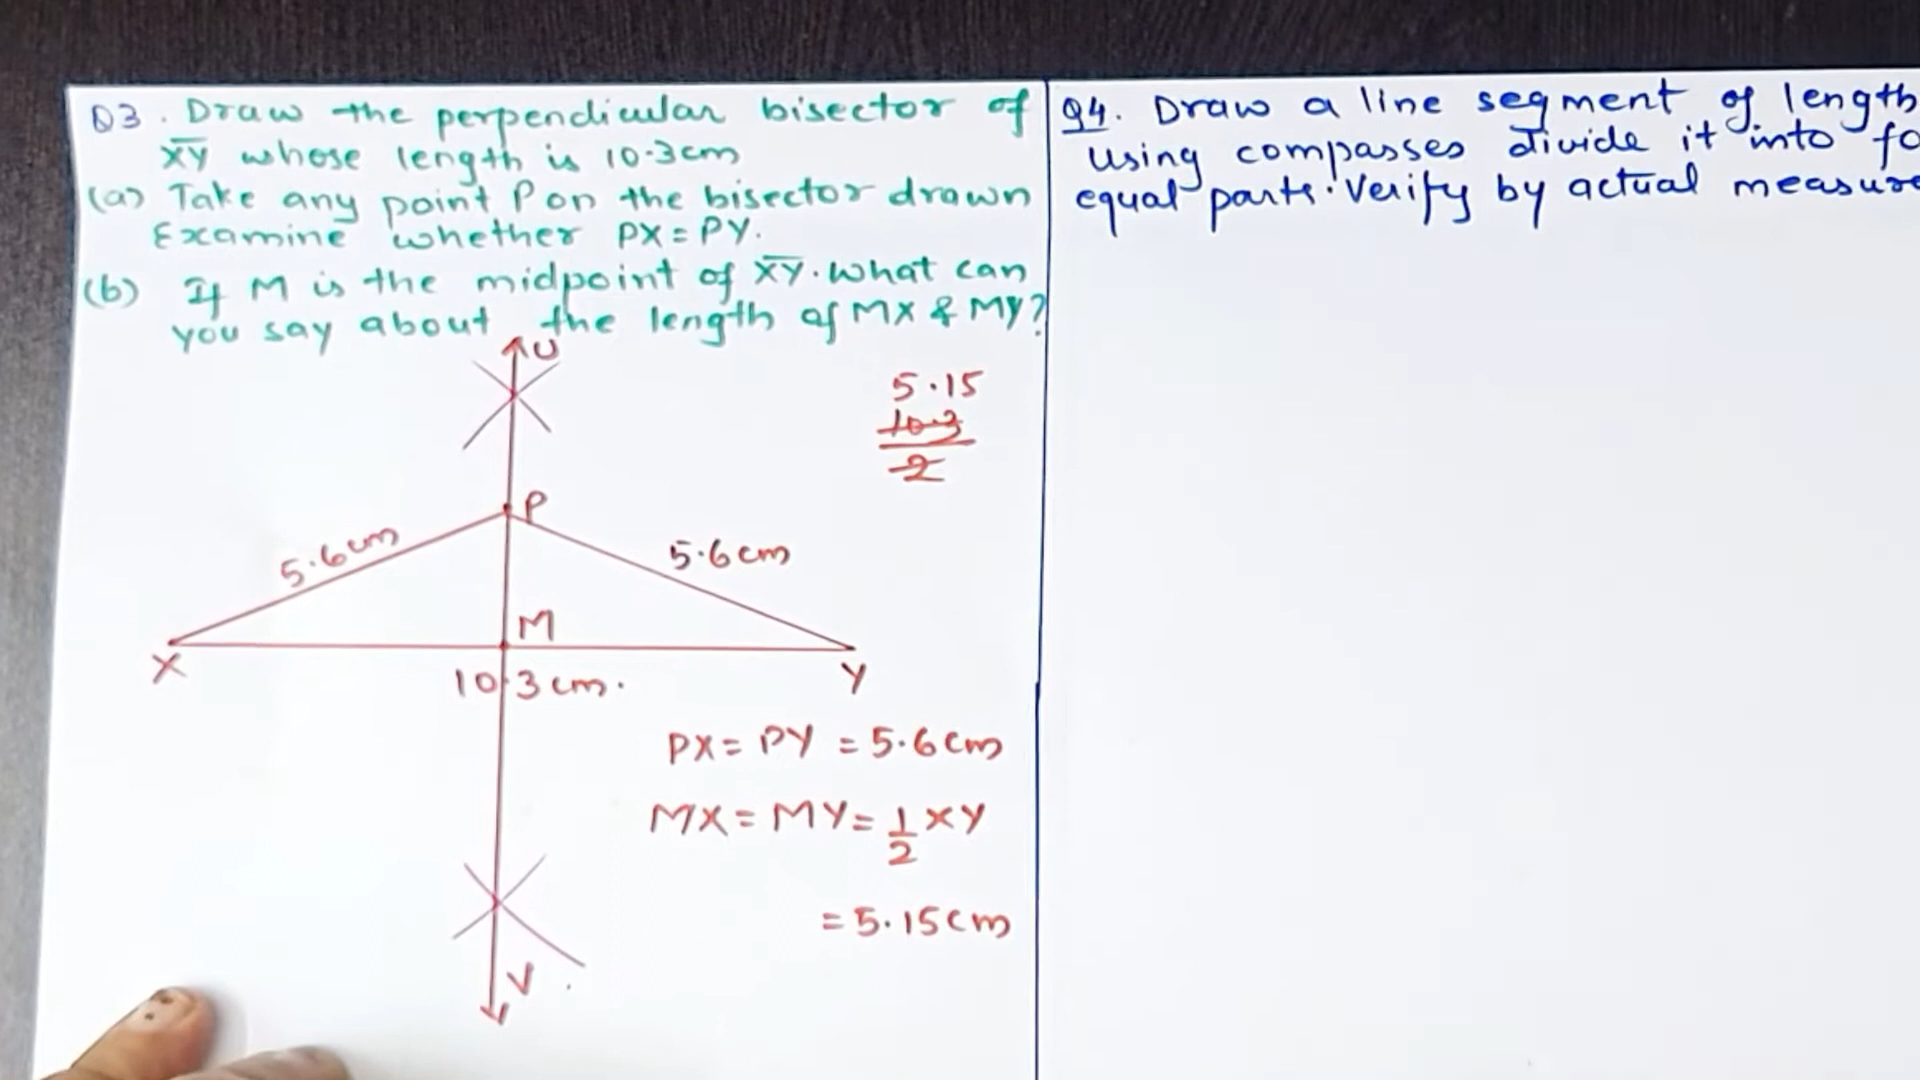 Q3. Draw the perpendicular bisector of
XY whose length is 10.3cm
(a) Take any point P on the bisector drawn
Examine whether PX = PY.
(b) If M is the midpoint of XY. What can
you say about the length of MX & MY?
U
5.15
10.3
2
P
5.6cm
5.6cm
M
X
Y
10.3cm.
PX = PY = 5.6cm
MX = MY = 1/2 XY
= 5.15cm
V
Q4. Draw a line segment of length
Using compasses divide it into
equal parts. Verify by actual